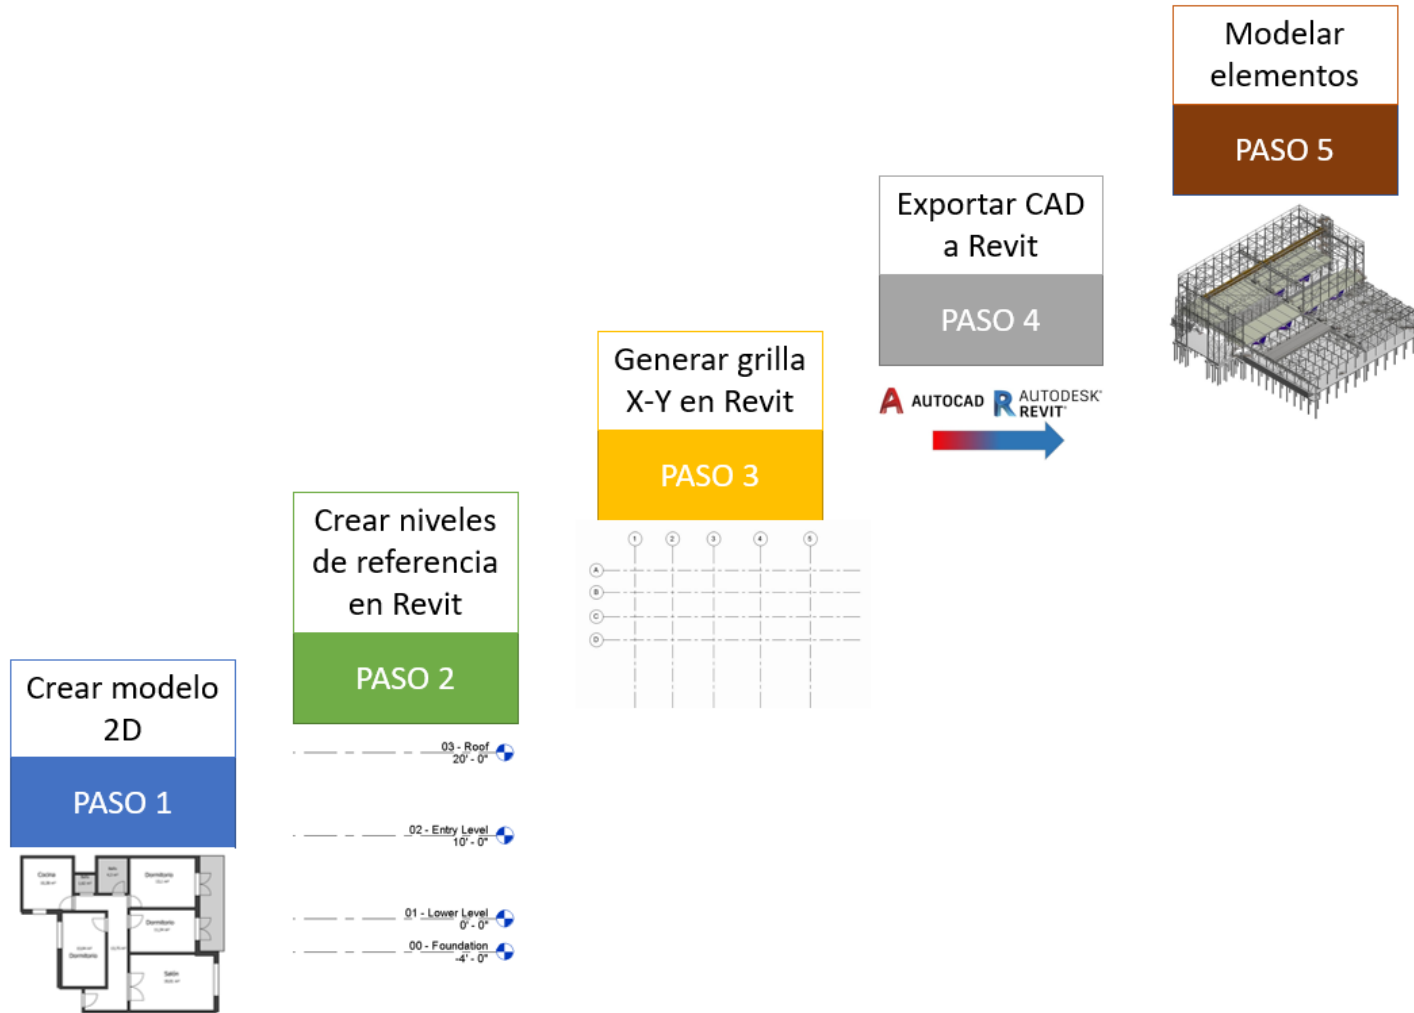 Crear modelo
2D
PASO 1
Cocina
Dormitorio
Dormitorio
Dormitorio
Salón
Crear niveles
de referencia
en Revit
PASO 2
03 - Roof
20' - 0"
02 - Entry Level
10' - 0"
01 - Lower Level
0' - 0"
00 - Foundation
-4' - 0"
Generar grilla
X-Y en Revit
PASO 3
1 2 3 4 5
A
B
C
D
Exportar CAD
a Revit
PASO 4
A AUTOCAD R AUTODESK®
REVIT®
Modelar
elementos
PASO 5